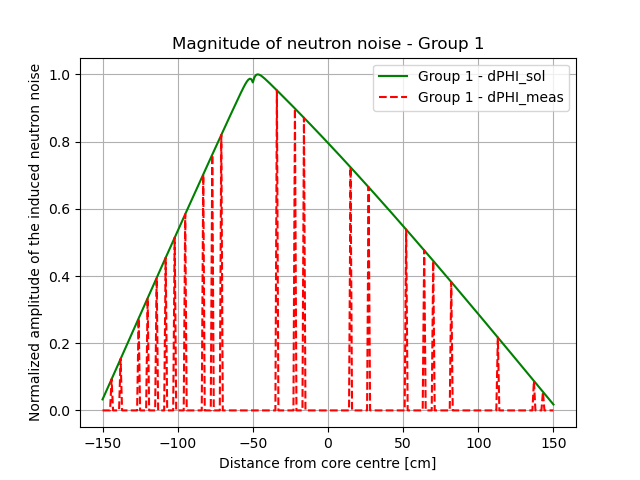 Magnitude of neutron noise - Group 1
Normalized amplitude of the induced neutron noise
1.0
0.8
0.6
0.4
0.2
0.0
Group 1 - dPHI_sol
Group 1 - dPHI_meas
−150
−100
−50
0
50
100
150
Distance from core centre [cm]